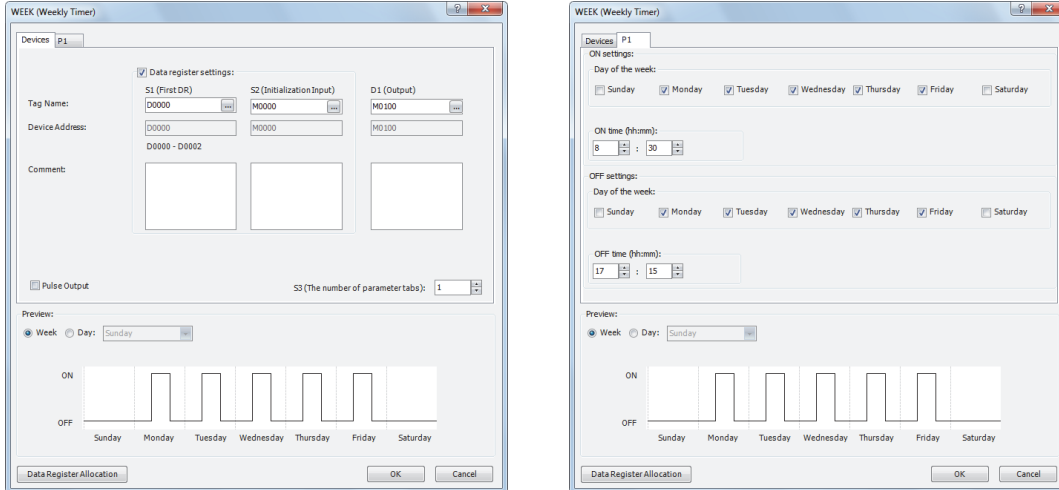 WEEK (Weekly Timer)
Devices P1
Data register settings:
S1 (First DR) S2 (Initialization Input) D1 (Output)
Tag Name: D0000 ... M0000 ... M0100 ...
Device Address: D0000 M0000 M0100
D0000 - D0002
Comment:
Pulse Output S3 (The number of parameter tabs): 1
Preview:
Week Day: Sunday
ON
OFF
Sunday Monday Tuesday Wednesday Thursday Friday Saturday
Data Register Allocation OK Cancel
WEEK (Weekly Timer)
Devices P1
ON settings:
Day of the week:
Sunday Monday Tuesday Wednesday Thursday Friday Saturday
ON time (hh:mm):
8 : 30
OFF settings:
Day of the week:
Sunday Monday Tuesday Wednesday Thursday Friday Saturday
OFF time (hh:mm):
17 : 15
Preview:
Week Day: Sunday
ON
OFF
Sunday Monday Tuesday Wednesday Thursday Friday Saturday
Data Register Allocation OK Cancel